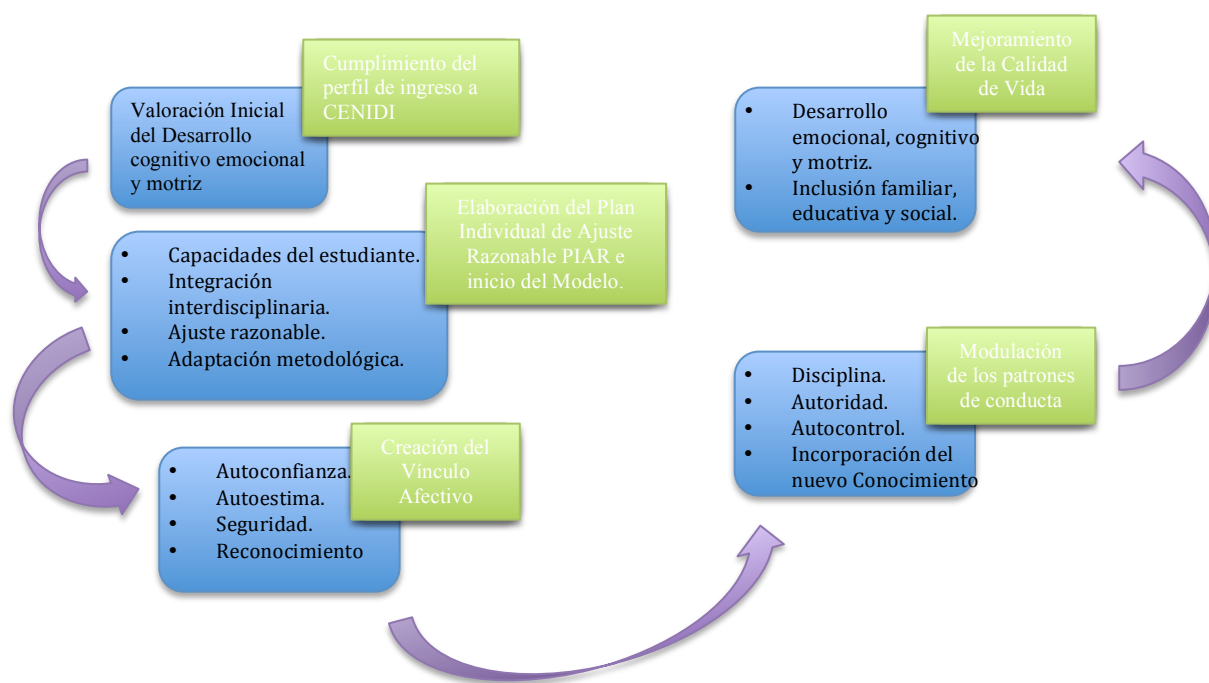 Cumplimiento del
perfil de ingreso a
CENIDI
Valoración Inicial
del Desarrollo
cognitivo emocional
y motriz
Elaboración del Plan
Individual de Ajuste
Razonable PIAR e
inicio del Modelo.
• Capacidades del estudiante.
• Integración
interdisciplinaria.
• Ajuste razonable.
• Adaptación metodológica.
Creación del
Vínculo
Afectivo
• Autoconfianza.
• Autoestima.
• Seguridad.
• Reconocimiento
Modulación
de los patrones
de conducta
• Disciplina.
• Autoridad.
• Autocontrol.
• Incorporación del
nuevo Conocimiento
Mejoramiento
de la Calidad
de Vida
• Desarrollo
emocional, cognitivo
y motriz.
• Inclusión familiar,
educativa y social.